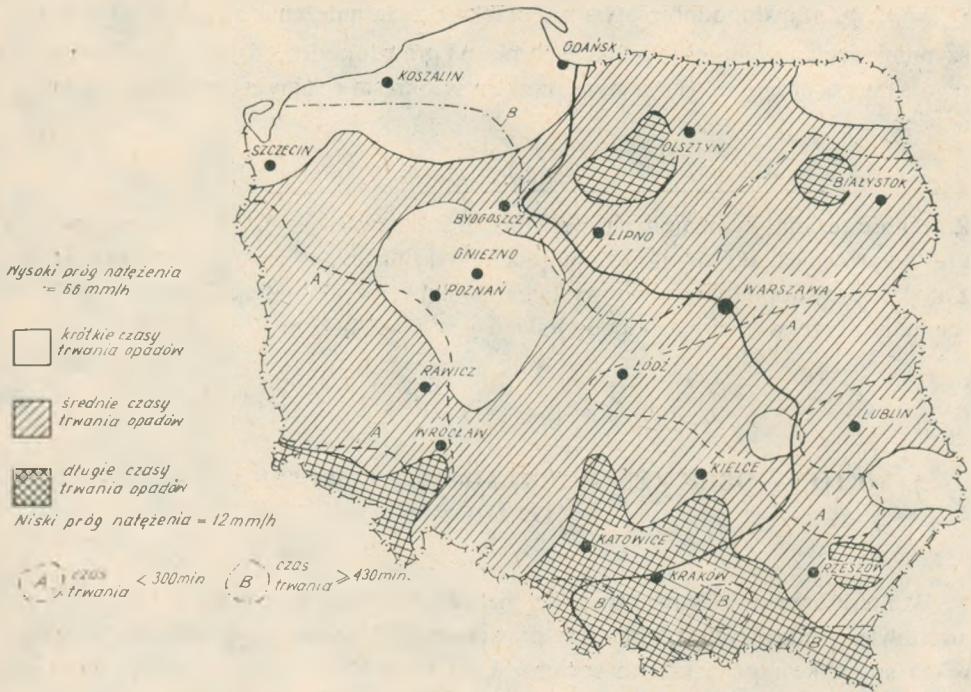 GDAŃSK
KOSZALIN
B
SZCZECIN
OLSZTYN
BIAŁYSTOK
BYDGOSZCZ
LIPNO
GNIEZNO
A
POZNAŃ
WARSZAWA
A
ŁÓDŹ
RAWICZ
LUBLIN
A
WROCŁAW
KIELCE
A
KATOWICE
RZESZÓW
KRAKÓW
B
B
B
Wysoki próg natężenia
= 66 mm/h
krótkie czasy
trwania opadów
średnie czasy
trwania opadów
długie czasy
trwania opadów
Niski próg natężenia = 12 mm/h
A czas trwania < 300 min
B czas trwania ⩾ 430 min.